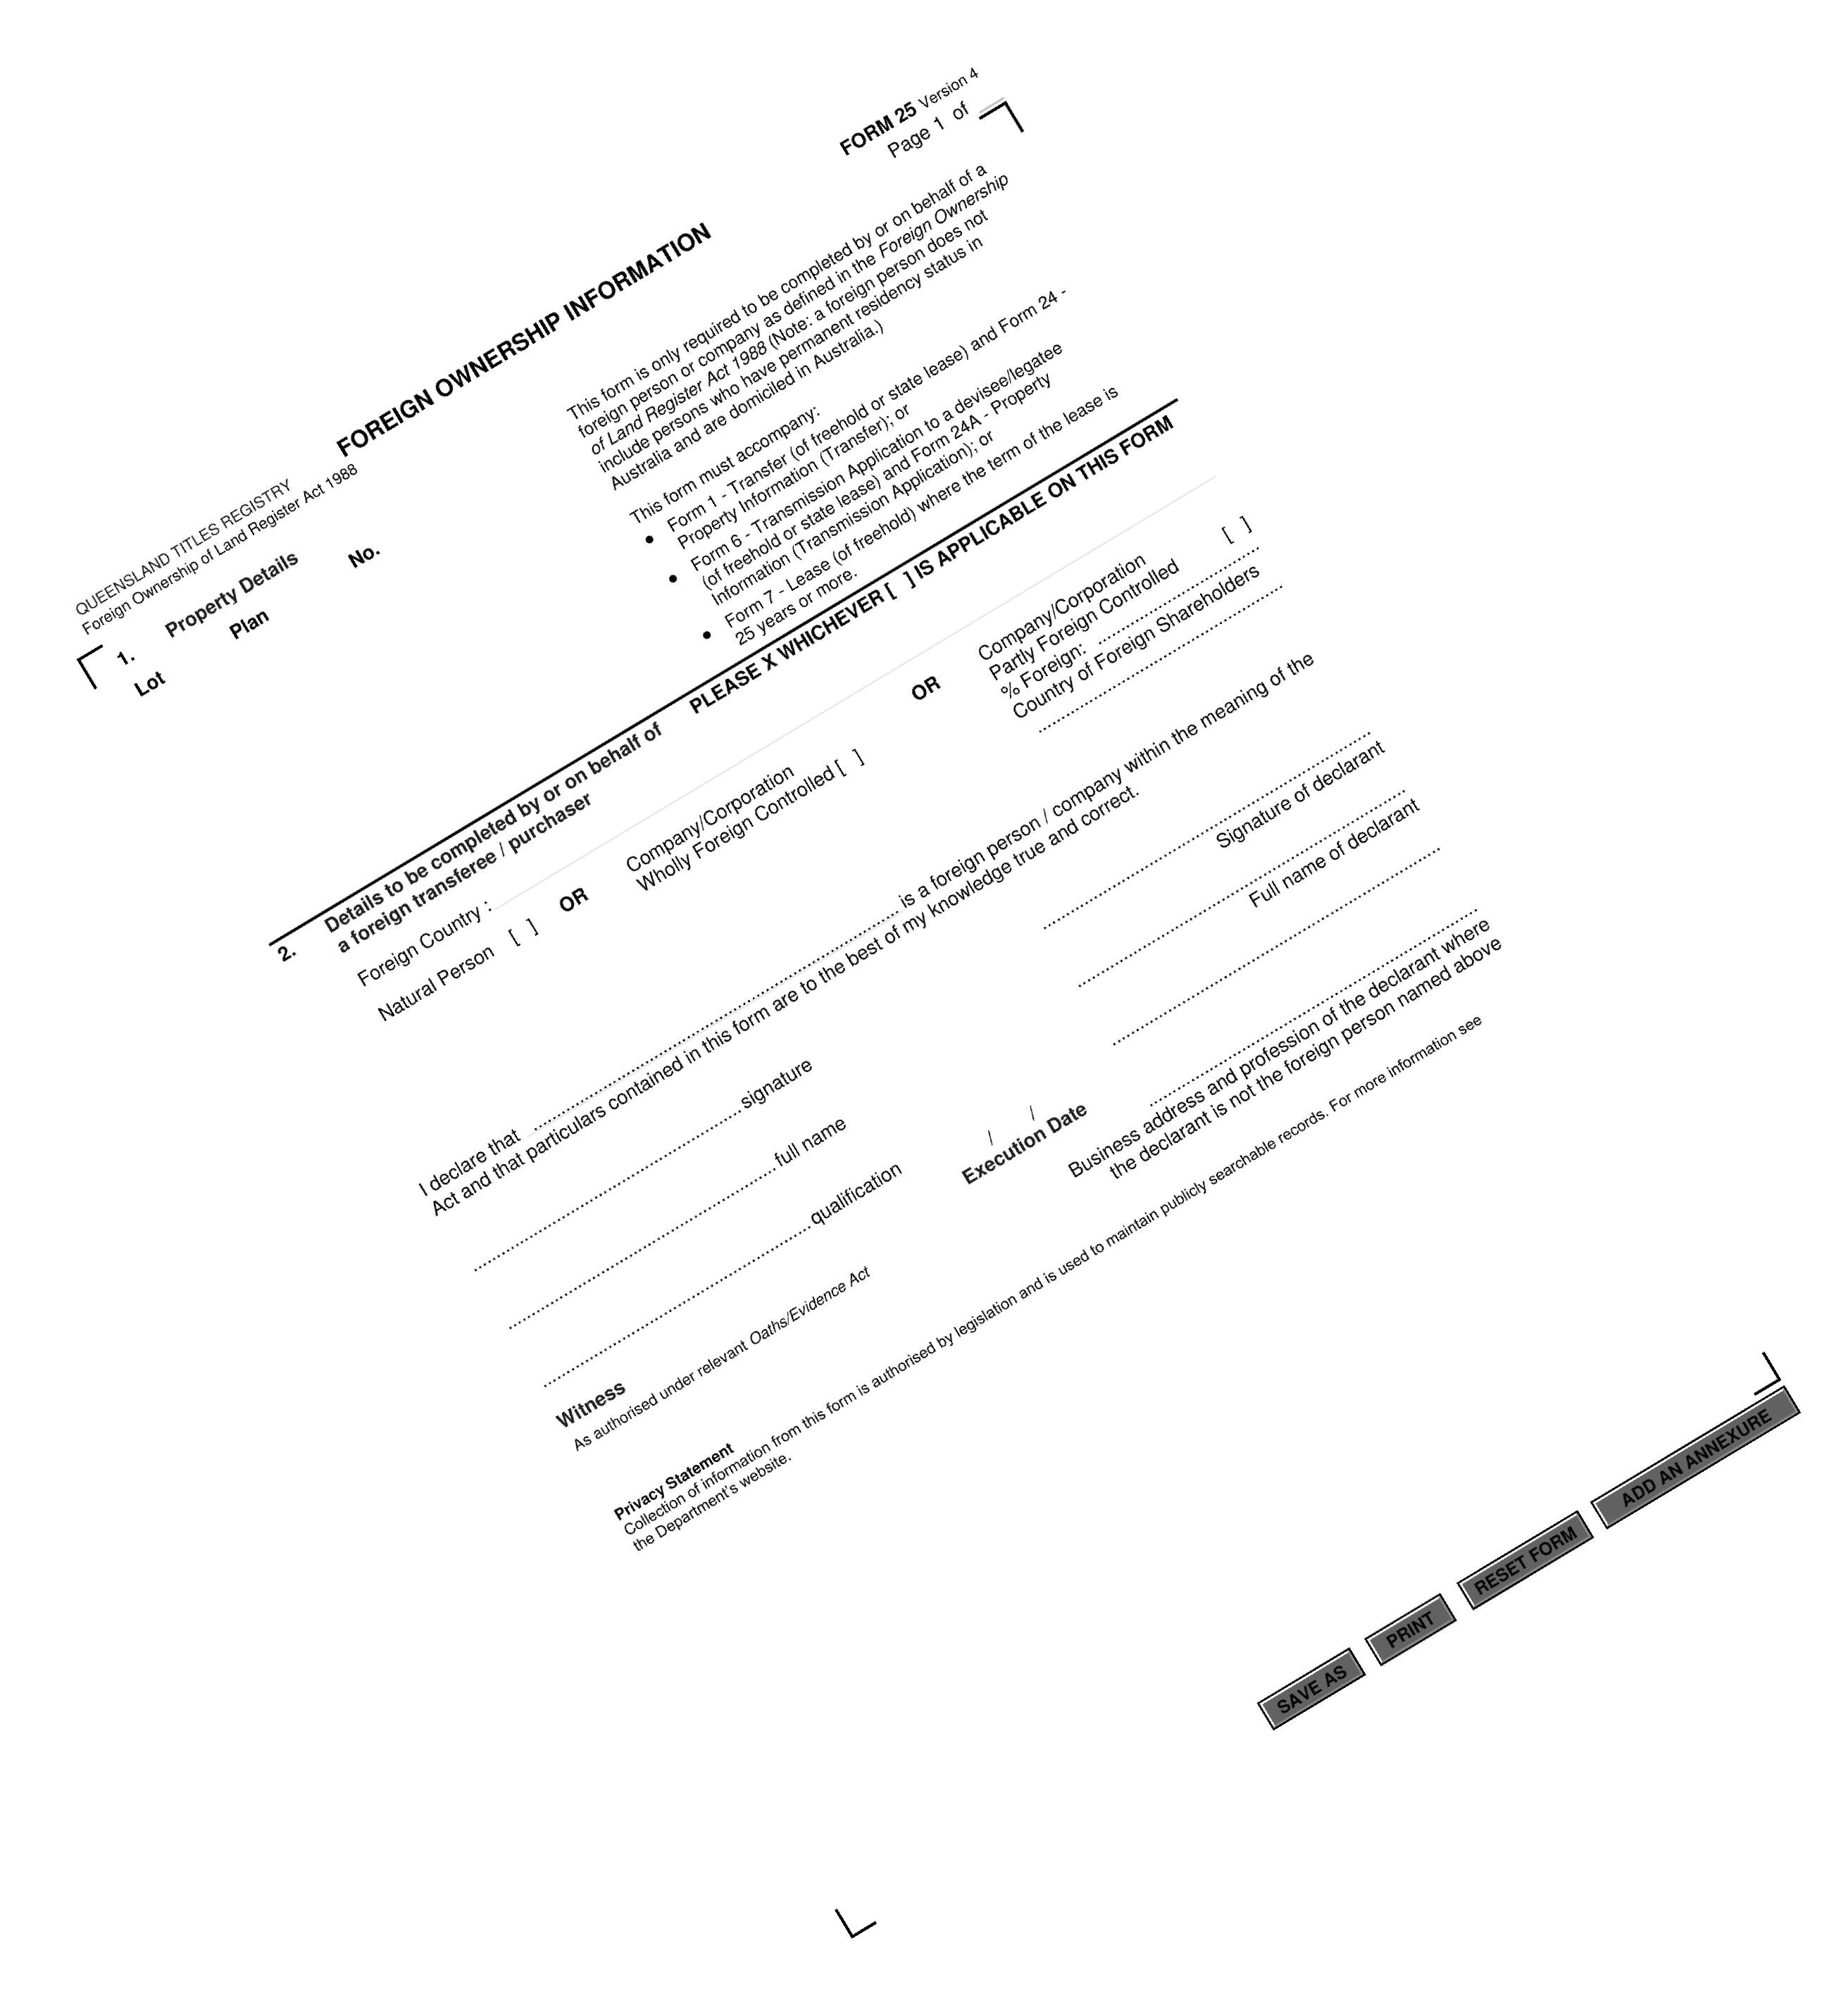 QUEENSLAND TITLES REGISTRY
Foreign Ownership of Land Register Act 1988
FOREIGN OWNERSHIP INFORMATION
FORM 25 Version 4
Page 1 of
1. Property Details
Lot Plan No.
This form is only required to be completed by or on behalf of a
foreign person or company as defined in the Foreign Ownership
of Land Register Act 1988 (Note: a foreign person does not
include persons who have permanent residency status in
Australia and are domiciled in Australia.)
This form must accompany:
• Form 1 - Transfer (of freehold or state lease) and Form 24 -
Property Information (Transfer); or
• Form 6 - Transmission Application to a devisee/legatee
(of freehold or state lease) and Form 24A - Property
Information (Transmission Application); or
• Form 7 - Lease (of freehold) where the term of the lease is
25 years or more.
2. Details to be completed by or on behalf of
a foreign transferee / purchaser
PLEASE X WHICHEVER [ ] IS APPLICABLE ON THIS FORM
Foreign Country :
Natural Person [ ]
OR
Company/Corporation
Wholly Foreign Controlled [ ]
OR
Company/Corporation
Partly Foreign Controlled [ ]
% Foreign: ................................
Country of Foreign Shareholders
................................................
I declare that ................................................................ is a foreign person / company within the meaning of the
Act and that particulars contained in this form are to the best of my knowledge true and correct.
................................................signature
................................................full name
................................................qualification
Witness
As authorised under relevant Oaths/Evidence Act
/ /
Execution Date
................................................
Signature of declarant
................................................
Full name of declarant
................................................
................................................
Business address and profession of the declarant where
the declarant is not the foreign person named above
Privacy Statement
Collection of information from this form is authorised by legislation and is used to maintain publicly searchable records. For more information see
the Department's website.
SAVE AS PRINT RESET FORM ADD AN ANNEXURE